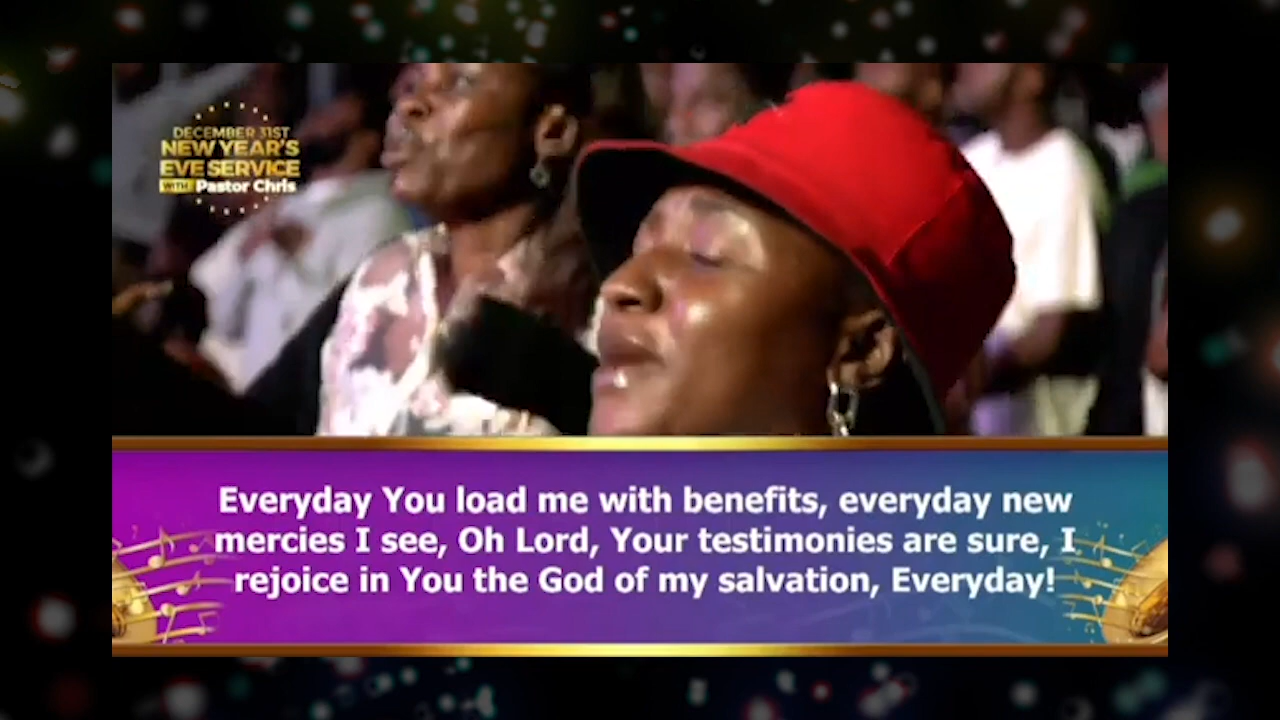 DECEMBER 31ST
NEW YEAR'S
EVE SERVICE
WITH Pastor Chris
Everyday You load me with benefits, everyday new
mercies I see, Oh Lord, Your testimonies are sure, I
rejoice in You the God of my salvation, Everyday!